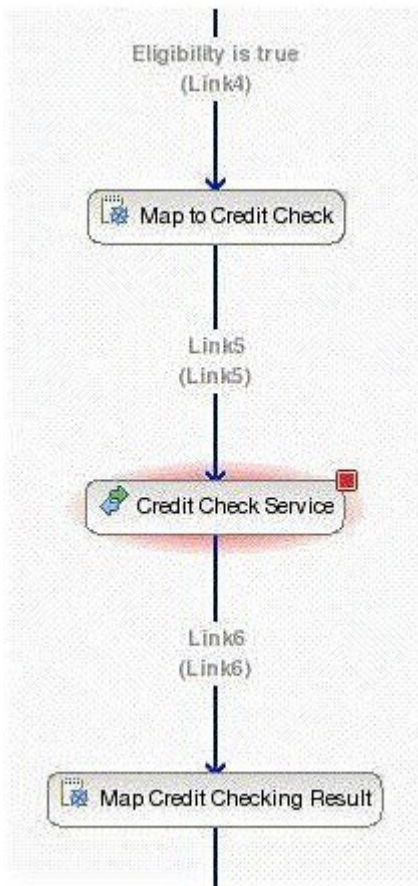 Eligibility is true
(Link4)
Map to Credit Check
Link5
(Link5)
Credit Check Service
Link6
(Link6)
Map Credit Checking Result